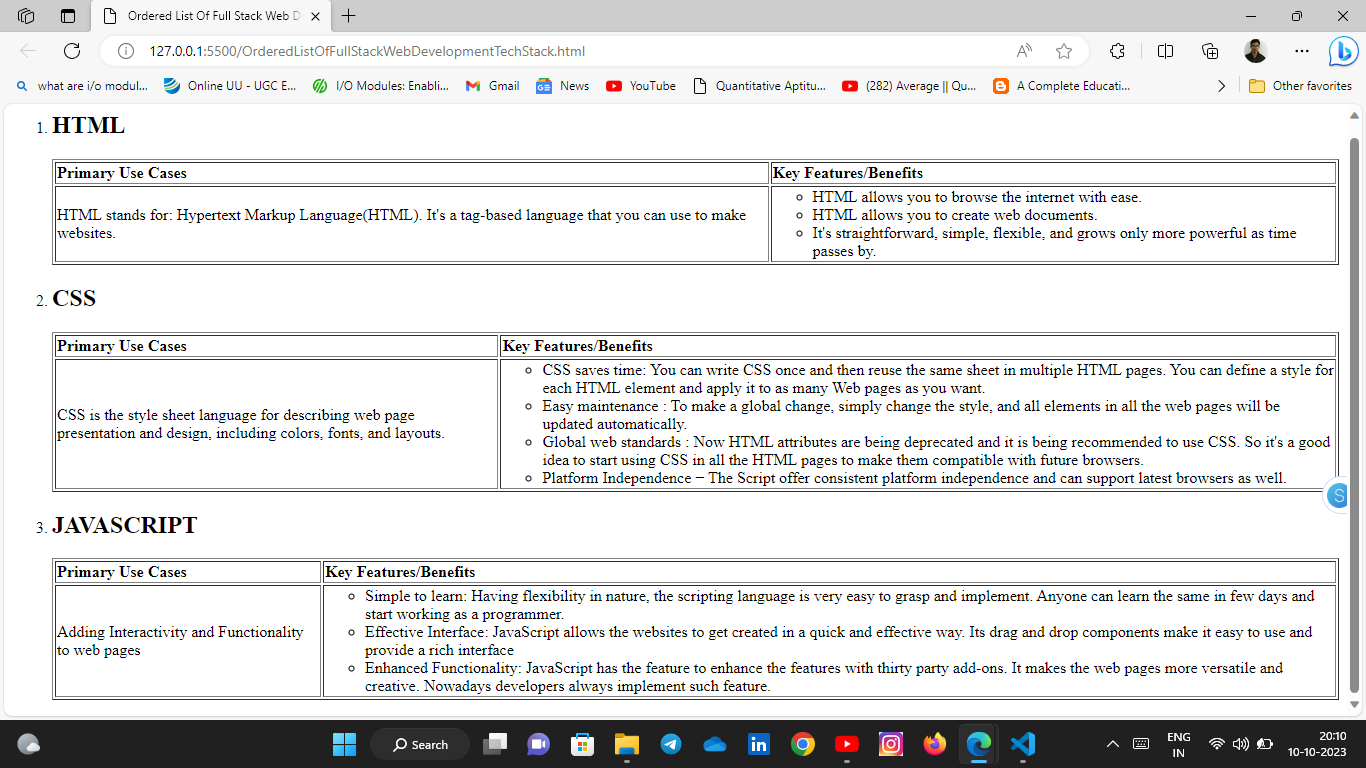 Ordered List Of Full Stack Web D
127.0.0.1:5500/OrderedListOfFullStackWebDevelopmentTechStack.html
what are i/o modul... Online UU - UGC E... I/O Modules: Enabli... Gmail News YouTube Quantitative Aptitu... (282) Average || Qu... A Complete Educati... Other favorites
1. HTML
Primary Use Cases Key Features/Benefits
HTML stands for: Hypertext Markup Language(HTML). It's a tag-based language that you can use to make
websites.
HTML allows you to browse the internet with ease.
HTML allows you to create web documents.
It's straightforward, simple, flexible, and grows only more powerful as time
passes by.
2. CSS
Primary Use Cases Key Features/Benefits
CSS is the style sheet language for describing web page
presentation and design, including colors, fonts, and layouts.
CSS saves time: You can write CSS once and then reuse the same sheet in multiple HTML pages. You can define a style for
each HTML element and apply it to as many Web pages as you want.
Easy maintenance : To make a global change, simply change the style, and all elements in all the web pages will be
updated automatically.
Global web standards : Now HTML attributes are being deprecated and it is being recommended to use CSS. So it's a good
idea to start using CSS in all the HTML pages to make them compatible with future browsers.
Platform Independence − The Script offer consistent platform independence and can support latest browsers as well.
S
3. JAVASCRIPT
Primary Use Cases Key Features/Benefits
Adding Interactivity and Functionality
to web pages
Simple to learn: Having flexibility in nature, the scripting language is very easy to grasp and implement. Anyone can learn the same in few days and
start working as a programmer.
Effective Interface: JavaScript allows the websites to get created in a quick and effective way. Its drag and drop components make it easy to use and
provide a rich interface
Enhanced Functionality: JavaScript has the feature to enhance the features with thirty party add-ons. It makes the web pages more versatile and
creative. Nowadays developers always implement such feature.
Search
ENG
IN
20:10
10-10-2023